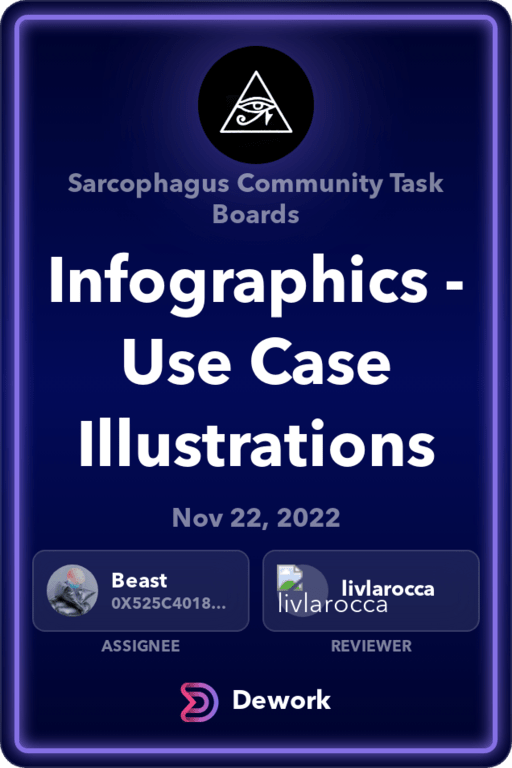 Sarcophagus Community Task
Boards
Infographics -
Use Case
Illustrations
Nov 22, 2022
Beast
0X525C4018...
ASSIGNEE
livlarocca
livlarocca
REVIEWER
Dework